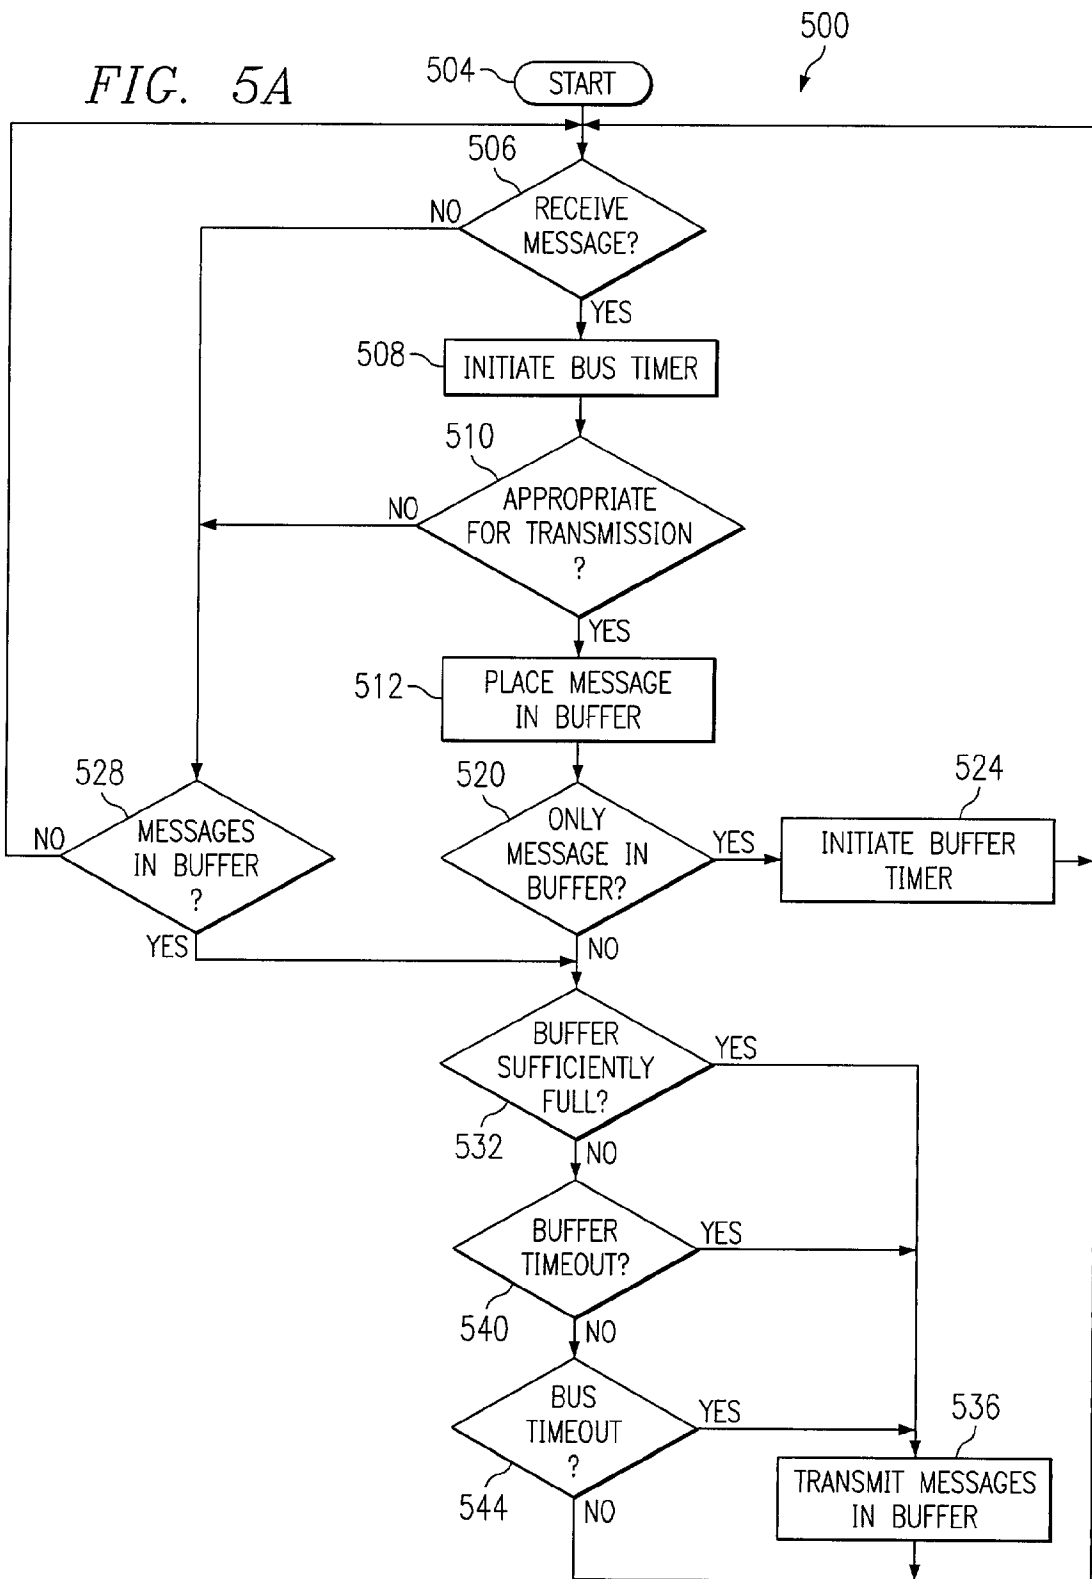 500
FIG. 5A
504
START
506
RECEIVE
MESSAGE?
NO
YES
508
INITIATE BUS TIMER
510
APPROPRIATE
FOR TRANSMISSION
?
NO
YES
512
PLACE MESSAGE
IN BUFFER
528
MESSAGES
IN BUFFER
?
NO
YES
520
ONLY
MESSAGE IN
BUFFER?
YES
NO
524
INITIATE BUFFER
TIMER
BUFFER
SUFFICIENTLY
FULL?
YES
532
NO
BUFFER
TIMEOUT?
YES
540
NO
BUS
TIMEOUT
?
YES
544
NO
536
TRANSMIT MESSAGES
IN BUFFER